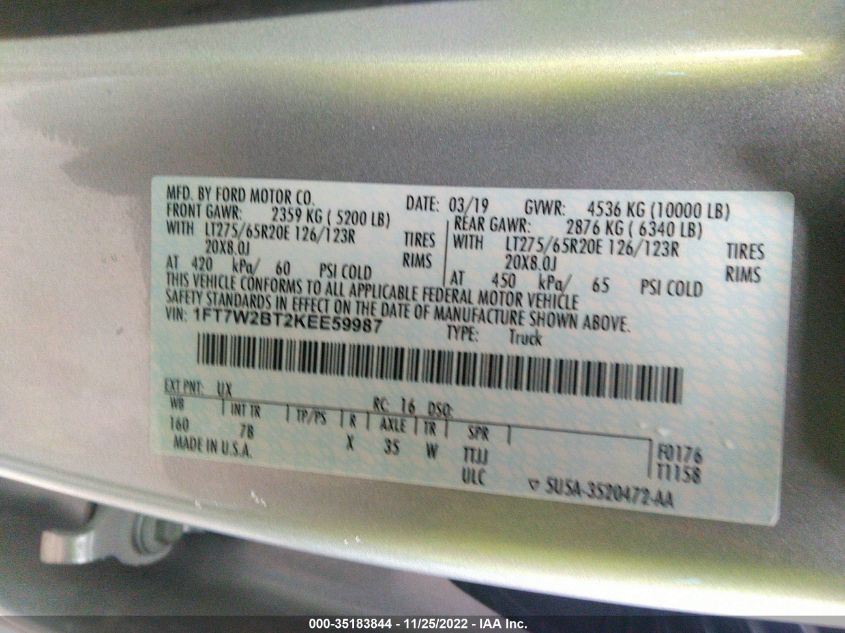 MFD. BY FORD MOTOR CO.
DATE: 03/19 GVWR: 4536 KG (10000 LB)
FRONT GAWR: 2359 KG ( 5200 LB)
WITH LT275/65R20E 126/123R TIRES
20X8.0J RIMS
AT 420 kPa/ 60 PSI COLD
REAR GAWR: 2876 KG ( 6340 LB)
WITH LT275/65R20E 126/123R TIRES
20X8.0J RIMS
AT 450 kPa/ 65 PSI COLD
THIS VEHICLE CONFORMS TO ALL APPLICABLE FEDERAL MOTOR VEHICLE
SAFETY STANDARDS IN EFFECT ON THE DATE OF MANUFACTURE SHOWN ABOVE.
VIN: 1FT7W2BT2KEE59987
TYPE: Truck
EXT PNT: UX RC: 16 DSO:
WB INT TR TP/PS R AXLE TR SPR
160 7B X 35 W TTJJ F0176
ULC T1158
MADE IN U.S.A.
▽ 5U5A-3520472-AA
000-35183844 - 11/25/2022 - IAA Inc.